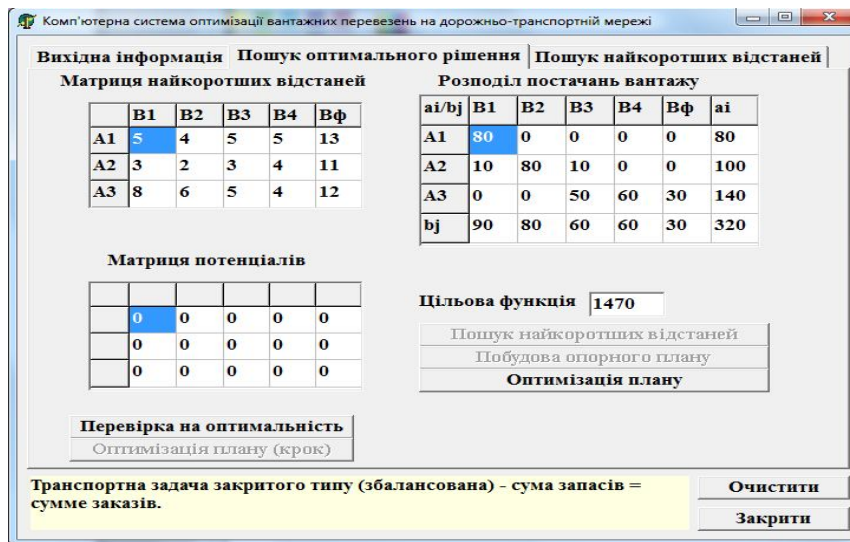 Комп'ютерна система оптимізації вантажних перевезень на дорожньо-транспортній мережі
Вихідна інформація Пошук оптимального рішення Пошук найкоротших відстаней
Матриця найкоротших відстаней
B1 B2 B3 B4 Bф
A1 5 4 5 5 13
A2 3 2 3 4 11
A3 8 6 5 4 12
Розподіл постачань вантажу
ai/bj B1 B2 B3 B4 Bф ai
A1 80 0 0 0 0 80
A2 10 80 10 0 0 100
A3 0 0 50 60 30 140
bj 90 80 60 60 30 320
Матриця потенціалів
0 0 0 0 0
0 0 0 0 0
0 0 0 0 0
Цільова функція 1470
Пошук найкоротших відстаней
Побудова опорного плану
Оптимізація плану
Перевірка на оптимальність
Оптимізація плану (крок)
Транспортна задача закритого типу (збалансована) - сума запасів =
сумме заказів.
Очистити
Закрити